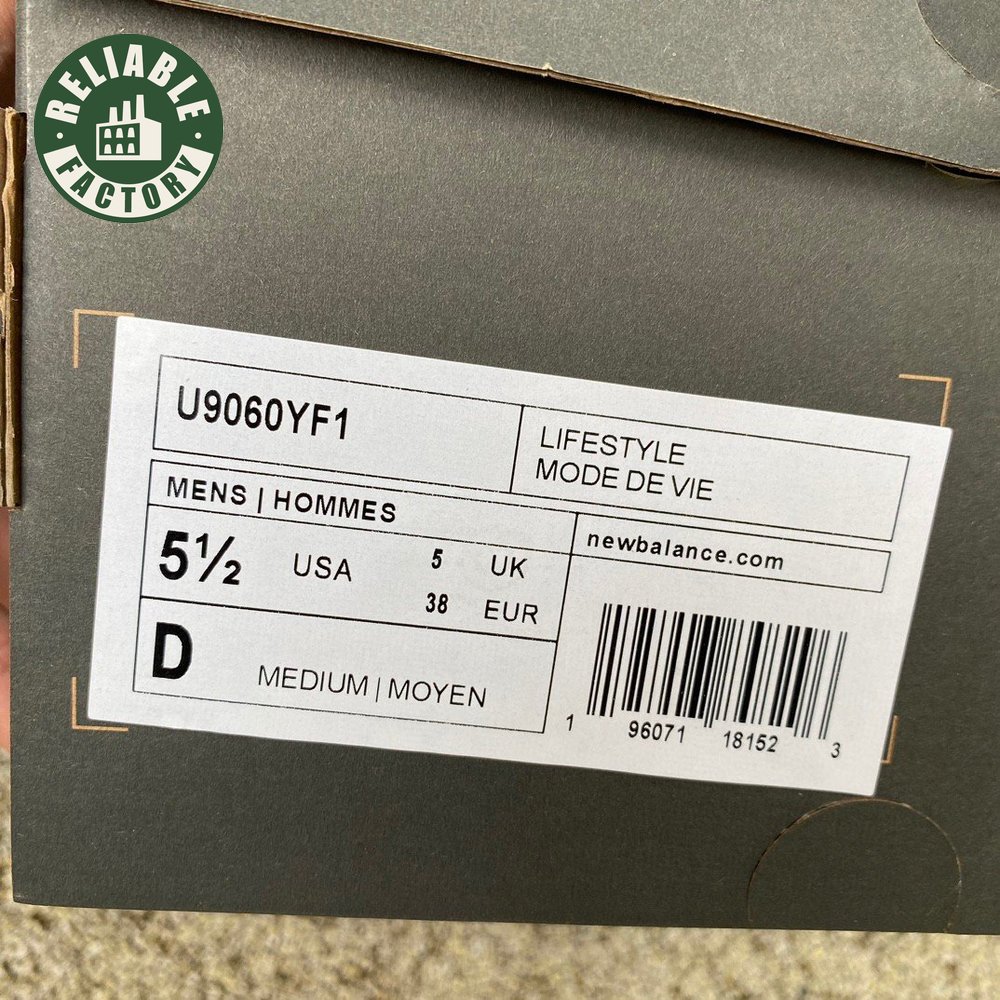 RELIABLE
FACTORY
U9060YF1
LIFESTYLE
MODE DE VIE
MENS | HOMMES
newbalance.com
5½ USA 5 UK
38 EUR
D MEDIUM | MOYEN
1 96071 18152 3